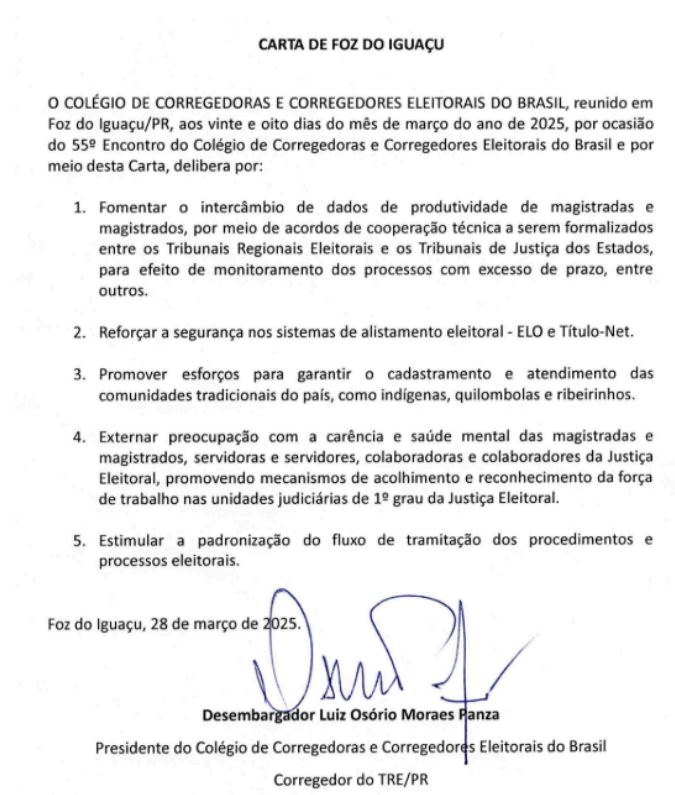 CARTA DE FOZ DO IGUAÇU
O COLÉGIO DE CORREGEDORAS E CORREGEDORES ELEITORAIS DO BRASIL, reunido em
Foz do Iguaçu/PR, aos vinte e oito dias do mês de março do ano de 2025, por ocasião
do 55º Encontro do Colégio de Corregedoras e Corregedores Eleitorais do Brasil e por
meio desta Carta, delibera por:
1. Fomentar o intercâmbio de dados de produtividade de magistradas e
magistrados, por meio de acordos de cooperação técnica a serem formalizados
entre os Tribunais Regionais Eleitorais e os Tribunais de Justiça dos Estados,
para efeito de monitoramento dos processos com excesso de prazo, entre
outros.
2. Reforçar a segurança nos sistemas de alistamento eleitoral - ELO e Título-Net.
3. Promover esforços para garantir o cadastramento e atendimento das
comunidades tradicionais do país, como indígenas, quilombolas e ribeirinhos.
4. Externar preocupação com a carência e saúde mental das magistradas e
magistrados, servidoras e servidores, colaboradoras e colaboradores da Justiça
Eleitoral, promovendo mecanismos de acolhimento e reconhecimento da força
de trabalho nas unidades judiciárias de 1º grau da Justiça Eleitoral.
5. Estimular a padronização do fluxo de tramitação dos procedimentos e
processos eleitorais.
Foz do Iguaçu, 28 de março de 2025.
Desembargador Luiz Osório Moraes Panza
Presidente do Colégio de Corregedoras e Corregedores Eleitorais do Brasil
Corregedor do TRE/PR